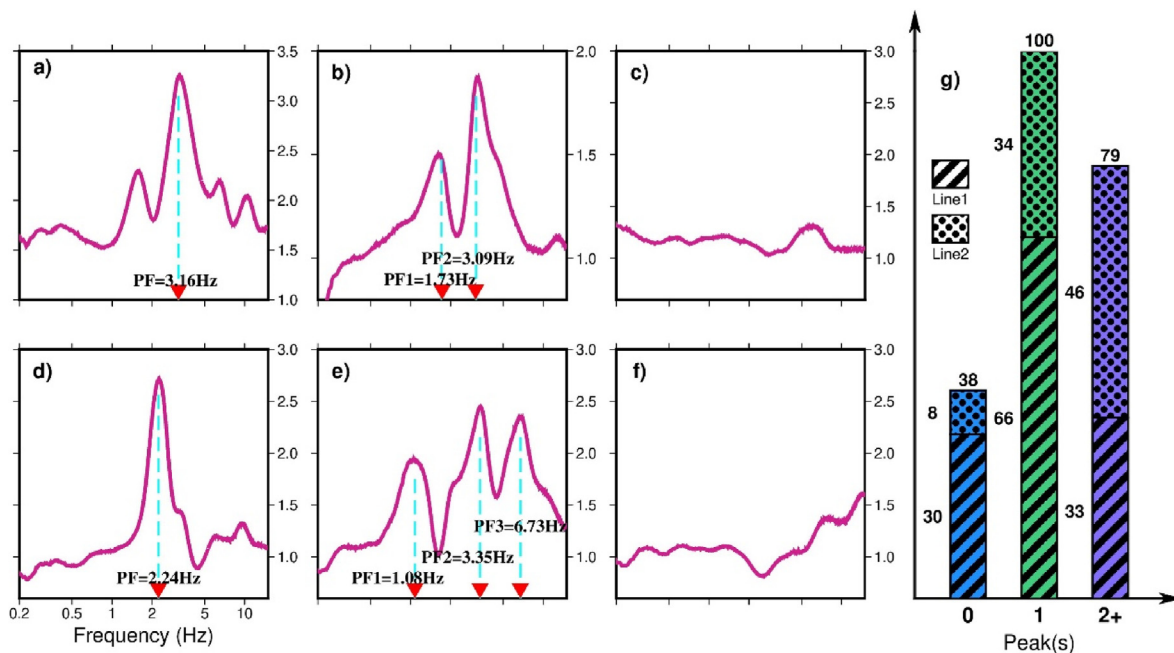 a)
3.5
3.0
2.5
2.0
1.5
1.0
PF=3.16Hz
b)
2.0
1.5
1.0
PF2=3.09Hz
PF1=1.73Hz
c)
3.0
2.5
2.0
1.5
1.0
d)
3.0
2.5
2.0
1.5
1.0
PF=2.24Hz
0.2 0.5 1 2 5 10
Frequency (Hz)
e)
3.0
2.5
2.0
1.5
1.0
PF3=6.73Hz
PF2=3.35Hz
PF1=1.08Hz
f)
3.0
2.5
2.0
1.5
1.0
g)
Line1
Line2
38
8
30
100
34
66
79
46
33
0 1 2+
Peak(s)